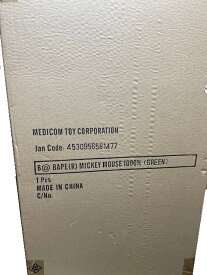 MEDICOM TOY CORPORATION
Jan Code: 4530956581477
B@ BAPE(R) MICKEY MOUSE 1000% (GREEN)
1 Pcs
MADE IN CHINA
C/No.